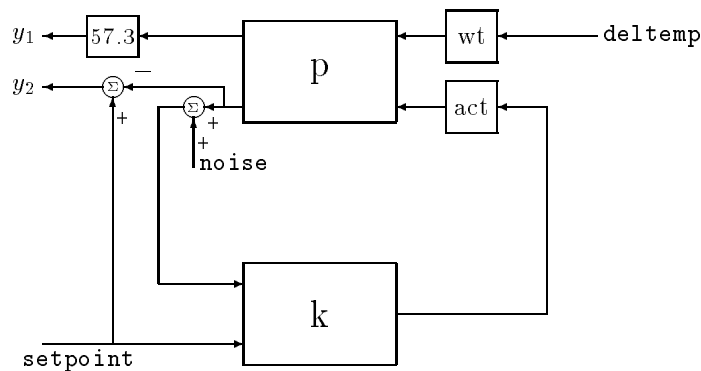 y₁ 57.3 p wt deltemp
y₂ Σ − act
+ Σ +
+
noise
k
setpoint